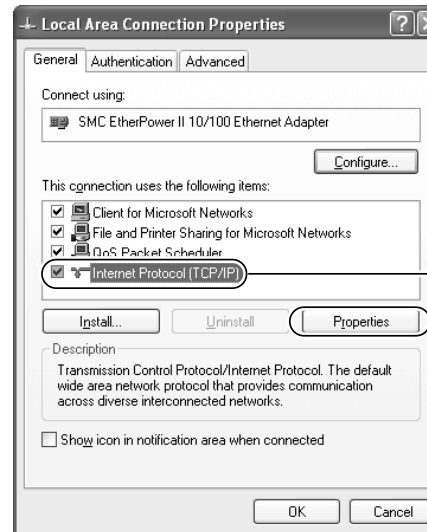 Local Area Connection Properties
General Authentication Advanced
Connect using:
SMC EtherPower II 10/100 Ethernet Adapter
Configure...
This connection uses the following items:
Client for Microsoft Networks
File and Printer Sharing for Microsoft Networks
QoS Packet Scheduler
Internet Protocol (TCP/IP)
Install... Uninstall Properties
Description
Transmission Control Protocol/Internet Protocol. The default
wide area network protocol that provides communication
across diverse interconnected networks.
Show icon in notification area when connected
OK Cancel